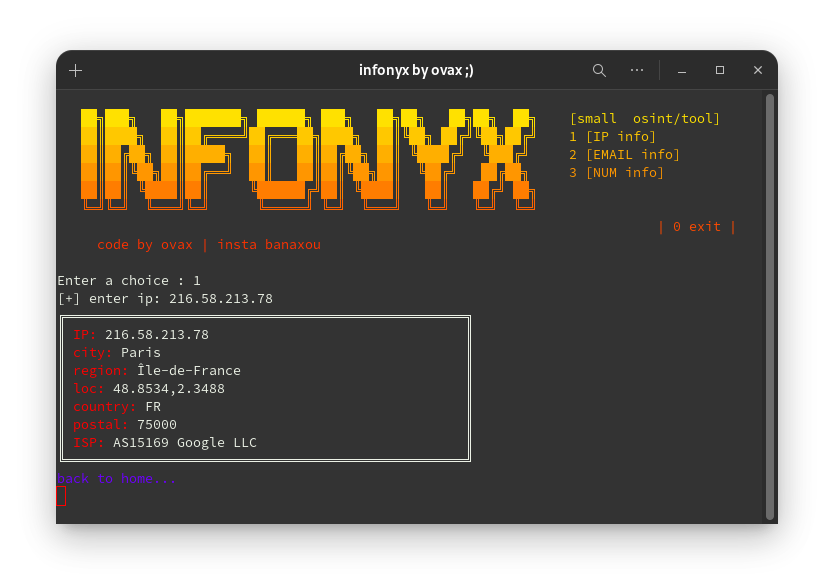 infonyx by ovax ;)
INFONYX
[small  osint/tool]
1 [IP info]
2 [EMAIL info]
3 [NUM info]
| 0 exit |
code by ovax | insta banaxou
Enter a choice : 1
[+] enter ip: 216.58.213.78
IP: 216.58.213.78
city: Paris
region: Île-de-France
loc: 48.8534,2.3488
country: FR
postal: 75000
ISP: AS15169 Google LLC
back to home...